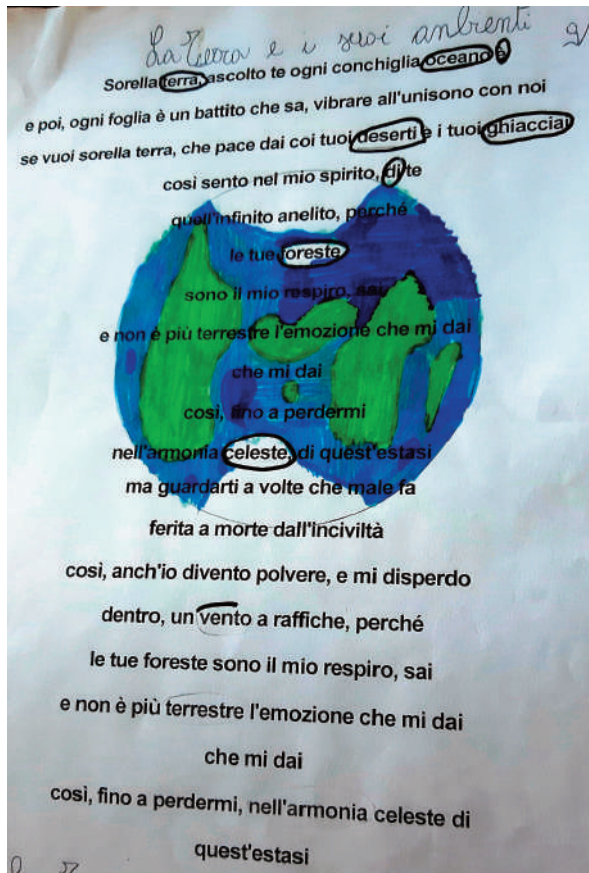 La Terra e i suoi anbienti
Sorella terra, ascolto te ogni conchiglia oceano è
e poi, ogni foglia è un battito che sa, vibrare all'unisono con noi
se vuoi sorella terra, che pace dai coi tuoi deserti e i tuoi ghiacciai
così sento nel mio spirito, di te
quell'infinito anelito, perché
le tue foreste
sono il mio respiro, sai
e non è più terrestre l'emozione che mi dai
che mi dai
così, fino a perdermi
nell'armonia celeste, di quest'estasi
ma guardarti a volte che male fa
ferita a morte dall'inciviltà
così, anch'io divento polvere, e mi disperdo
dentro, un vento a raffiche, perché
le tue foreste sono il mio respiro, sai
e non è più terrestre l'emozione che mi dai
che mi dai
così, fino a perdermi, nell'armonia celeste di
quest'estasi